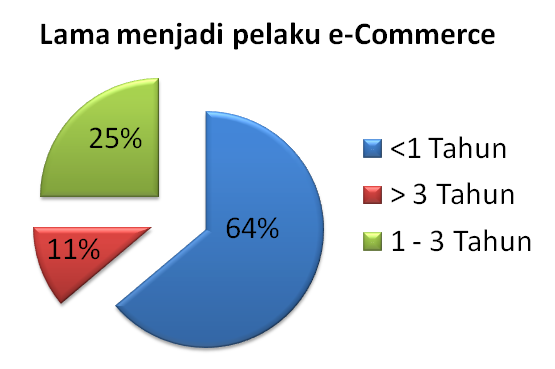 Lama menjadi pelaku e-Commerce
25%
11%
64%
<1 Tahun
> 3 Tahun
1 - 3 Tahun